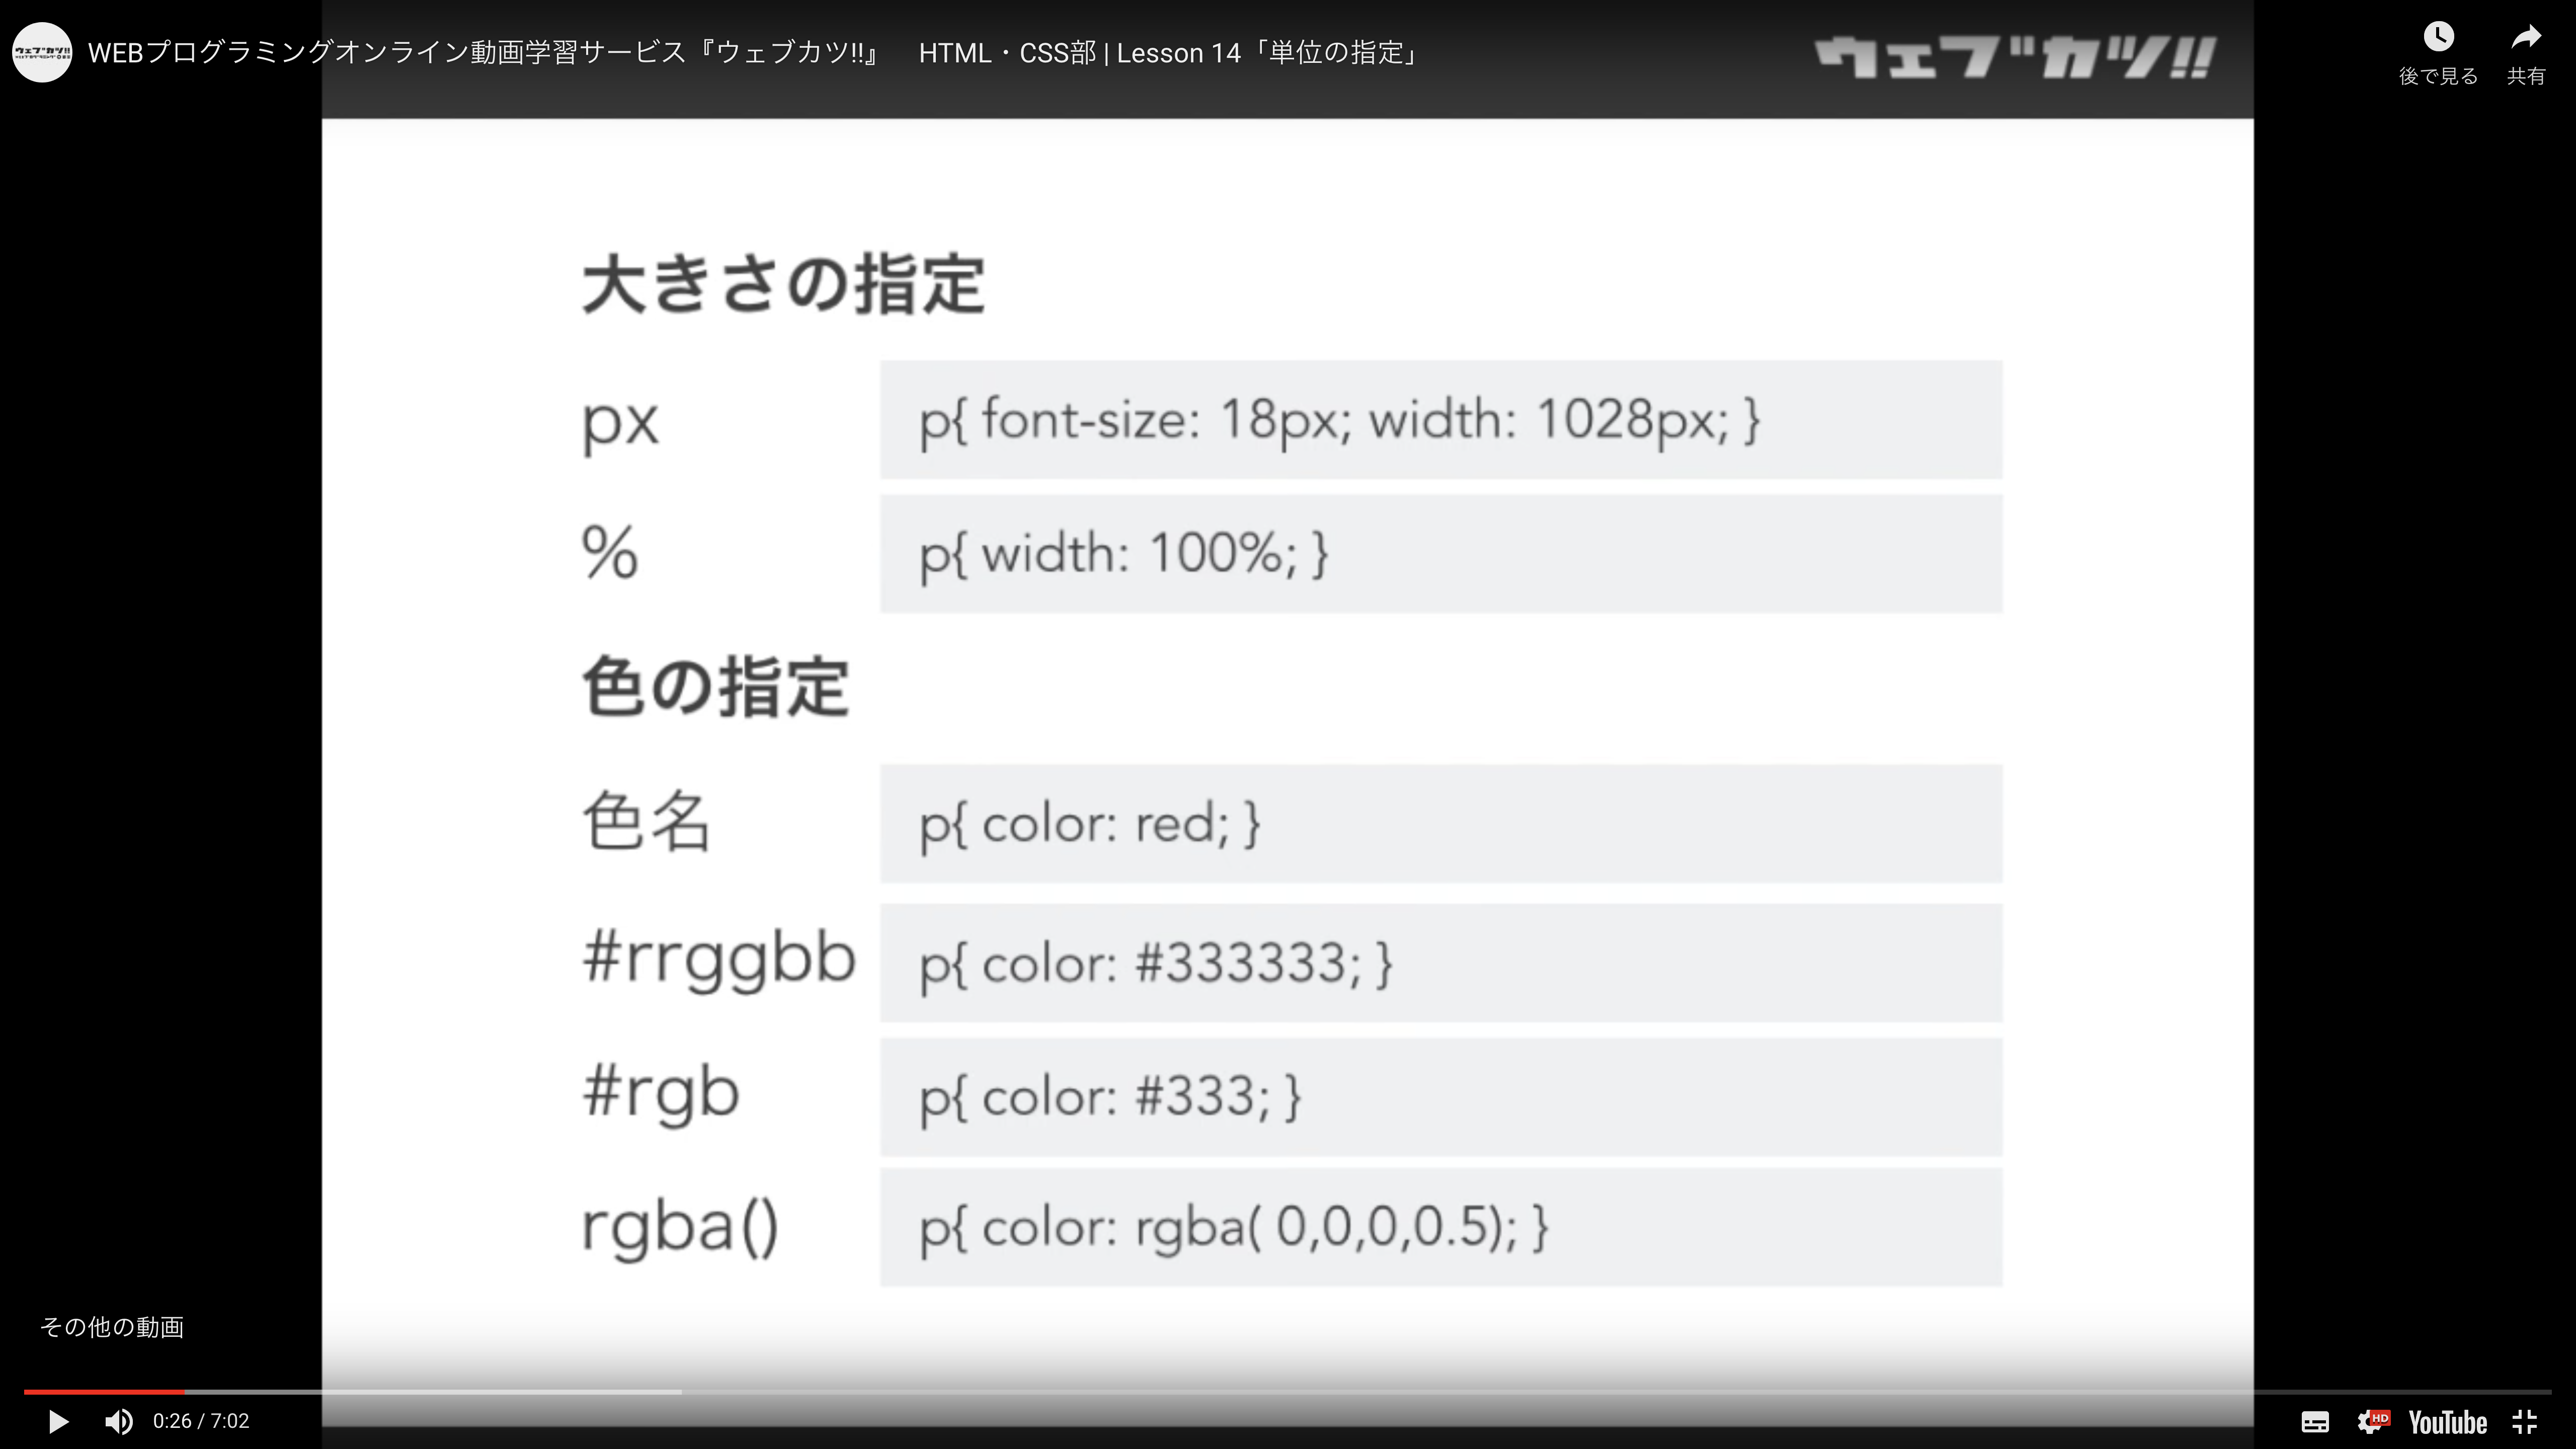 WEBプログラミングオンライン動画学習サービス『ウェブカツ!!』 HTML・CSS部 | Lesson 14「単位の指定」
ウェブカツ!!
後で見る 共有
大きさの指定
px p{ font-size: 18px; width: 1028px; }
% p{ width: 100%; }
色の指定
色名 p{ color: red; }
#rrggbb p{ color: #333333; }
#rgb p{ color: #333; }
rgba() p{ color: rgba( 0,0,0,0.5); }
その他の動画
0:26 / 7:02
HD YouTube